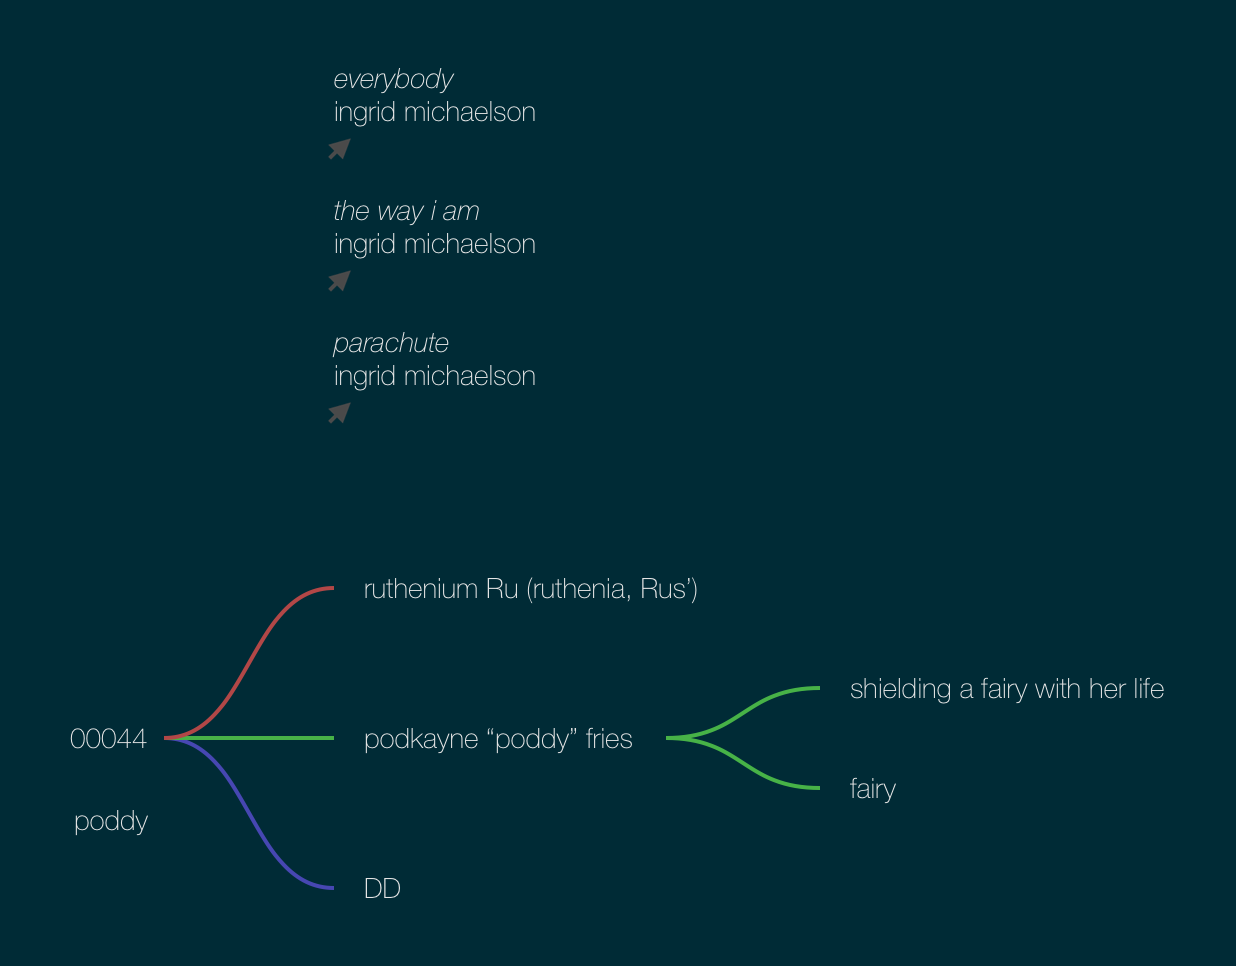 everybody
ingrid michaelson
the way i am
ingrid michaelson
parachute
ingrid michaelson
ruthenium Ru (ruthenia, Rus’)
shielding a fairy with her life
00044
podkayne “poddy” fries
fairy
poddy
DD